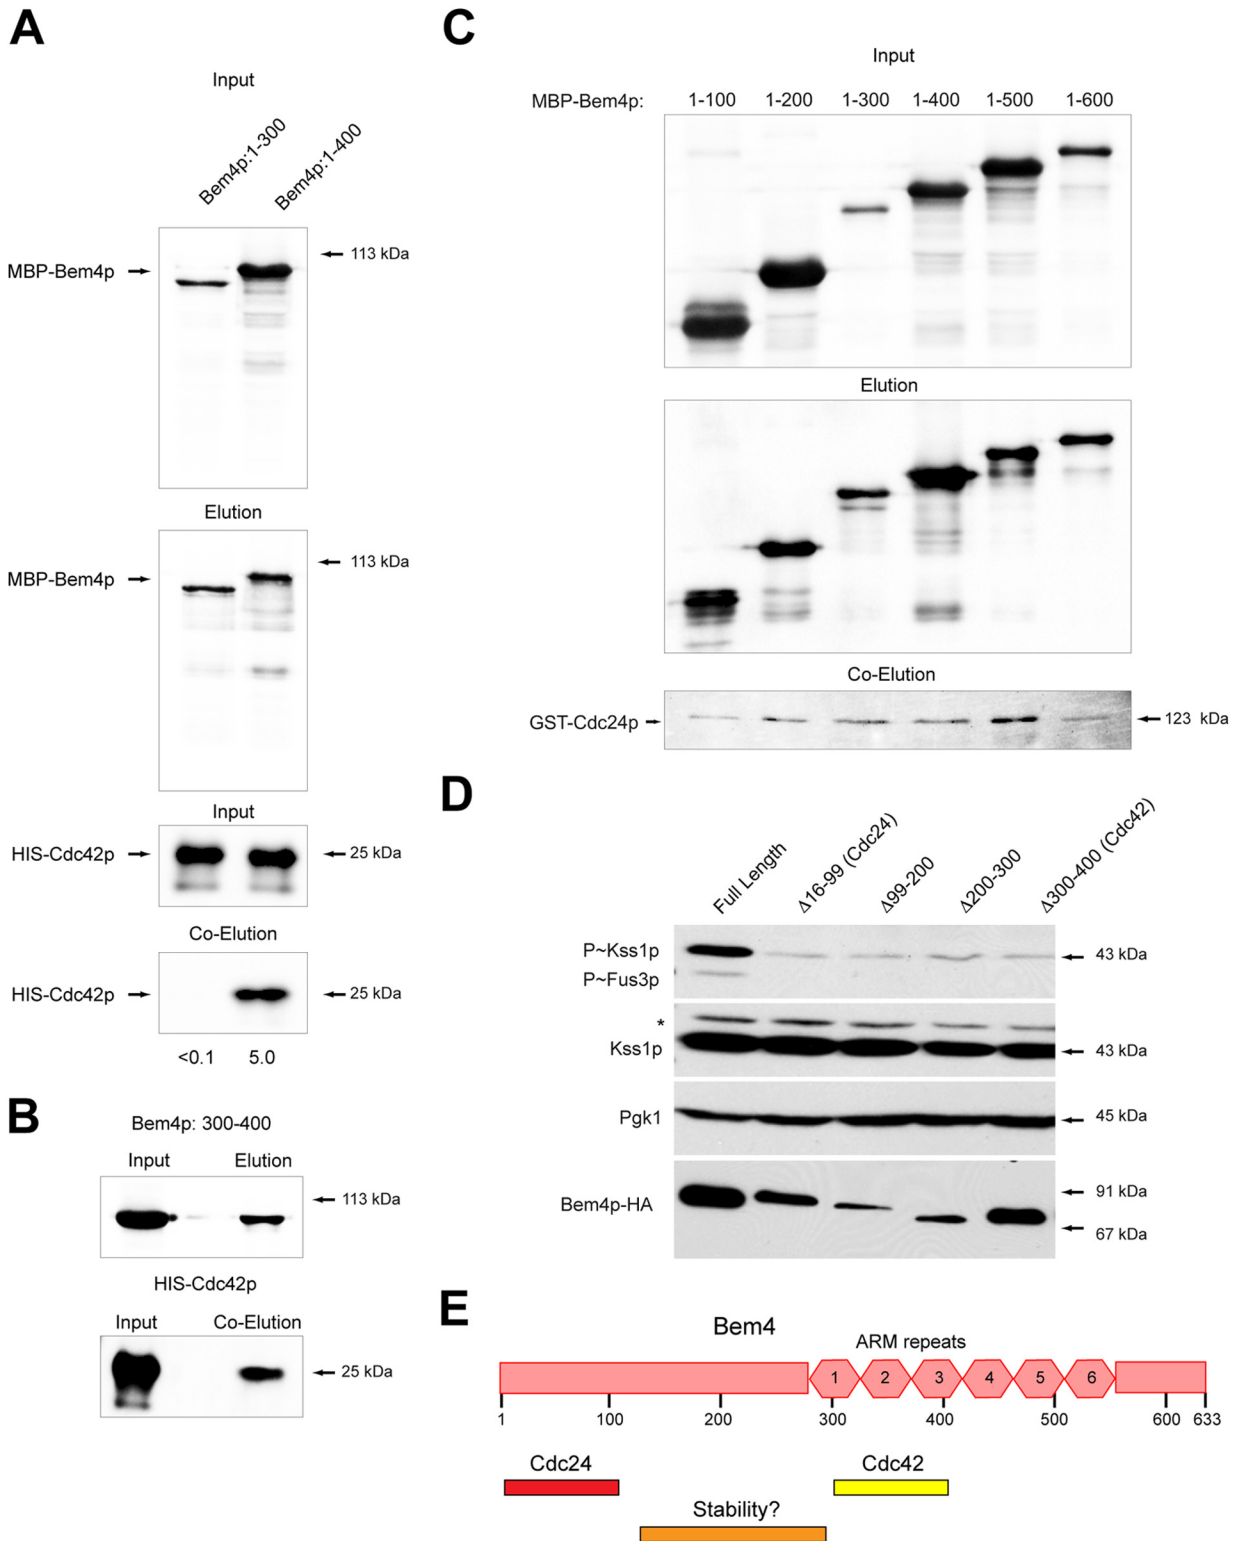 A
Input
Bem4p:1-300
Bem4p:1-400
MBP-Bem4p
113 kDa
Elution
MBP-Bem4p
113 kDa
Input
HIS-Cdc42p
25 kDa
Co-Elution
HIS-Cdc42p
25 kDa
<0.1 5.0
B
Bem4p: 300-400
Input Elution
113 kDa
HIS-Cdc42p
Input Co-Elution
25 kDa
C
Input
MBP-Bem4p: 1-100 1-200 1-300 1-400 1-500 1-600
Elution
Co-Elution
GST-Cdc24p
123 kDa
D
Full Length
Δ16-99 (Cdc24)
Δ99-200
Δ200-300
Δ300-400 (Cdc42)
P~Kss1p
43 kDa
P~Fus3p
*
Kss1p
43 kDa
Pgk1
45 kDa
Bem4p-HA
91 kDa
67 kDa
E
Bem4
ARM repeats
1 2 3 4 5 6
1 100 200 300 400 500 600 633
Cdc24 Cdc42
Stability?